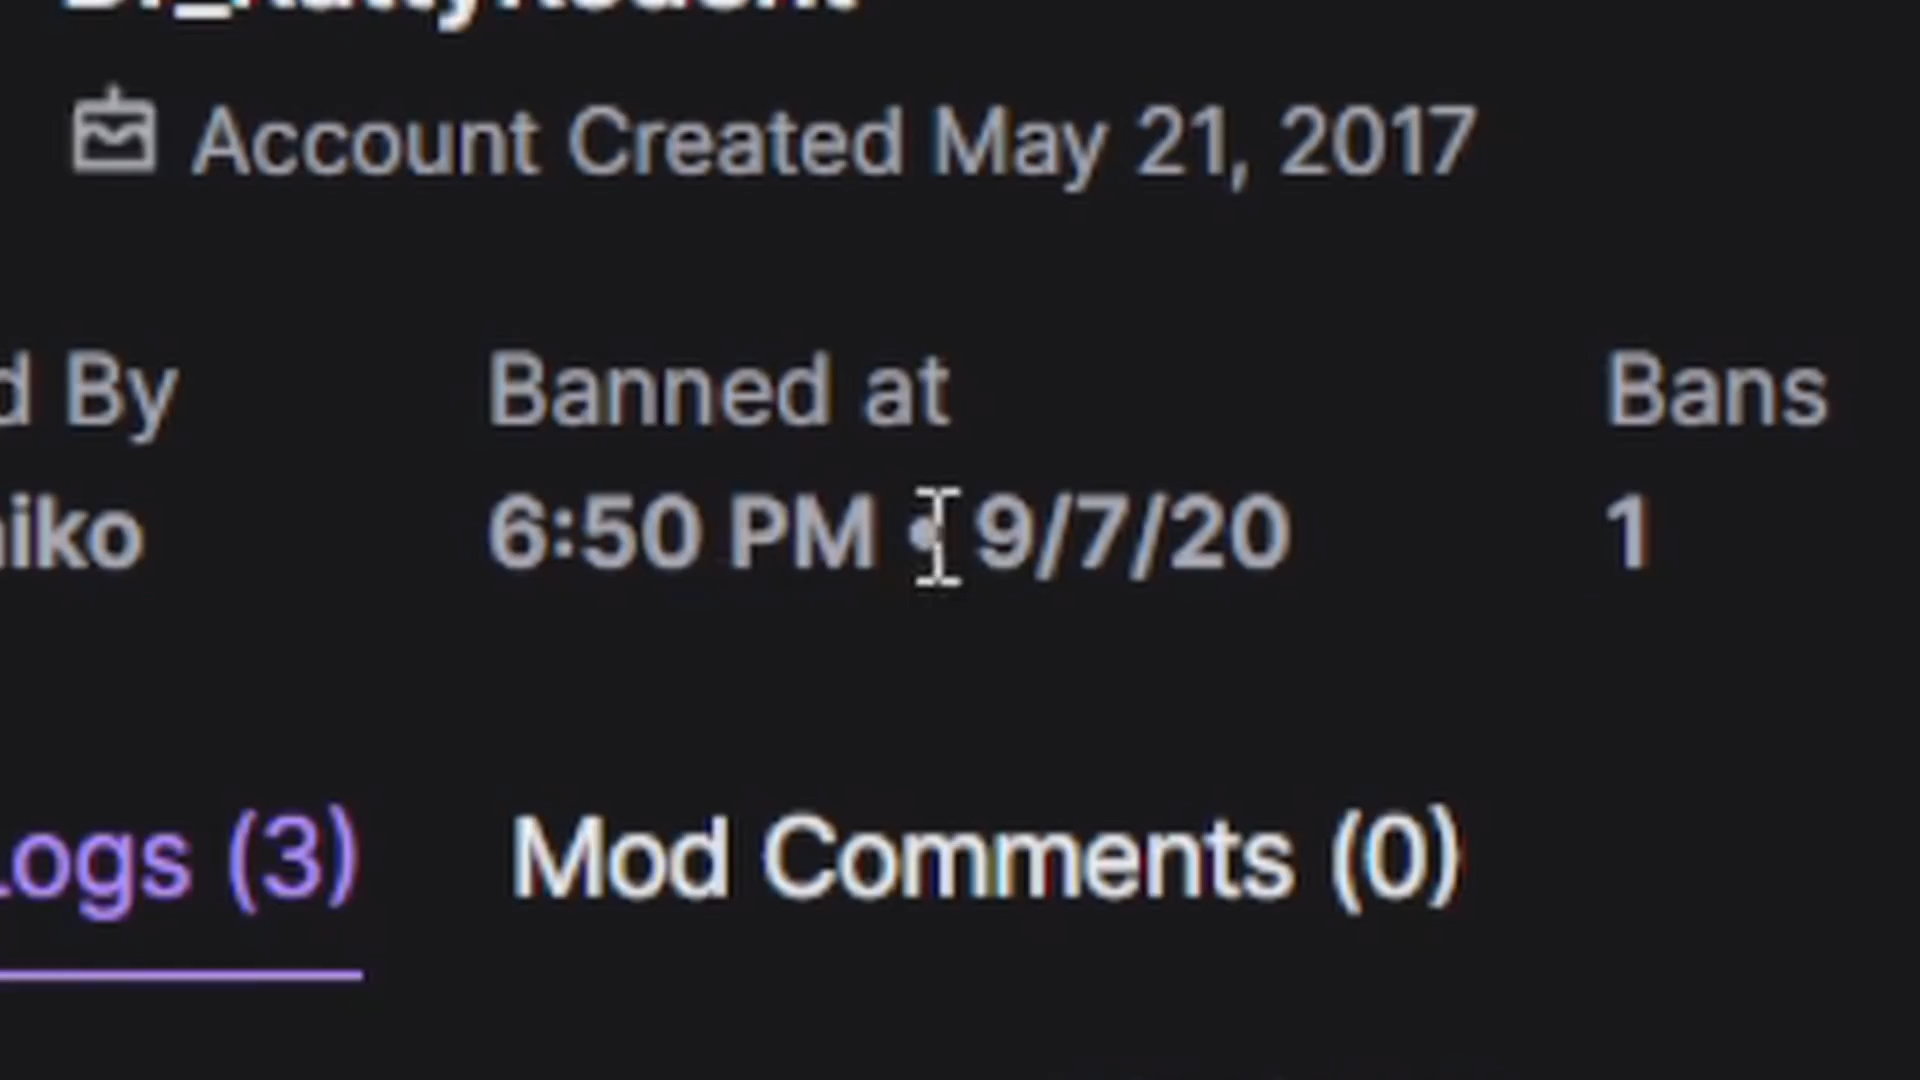 Account Created May 21, 2017
By
Banned at
Bans
6:50 PM • 9/7/20
1
Logs (3)
Mod Comments (0)